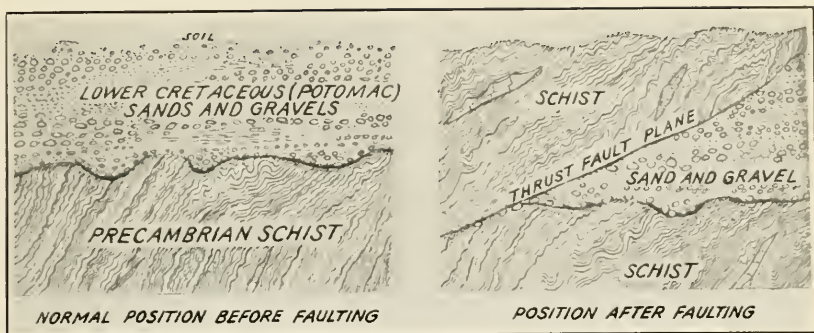 SOIL
LOWER CRETACEOUS (POTOMAC)
SANDS AND GRAVELS
PRECAMBRIAN SCHIST
NORMAL POSITION BEFORE FAULTING
SCHIST
THRUST FAULT PLANE
SAND AND GRAVEL
SCHIST
POSITION AFTER FAULTING